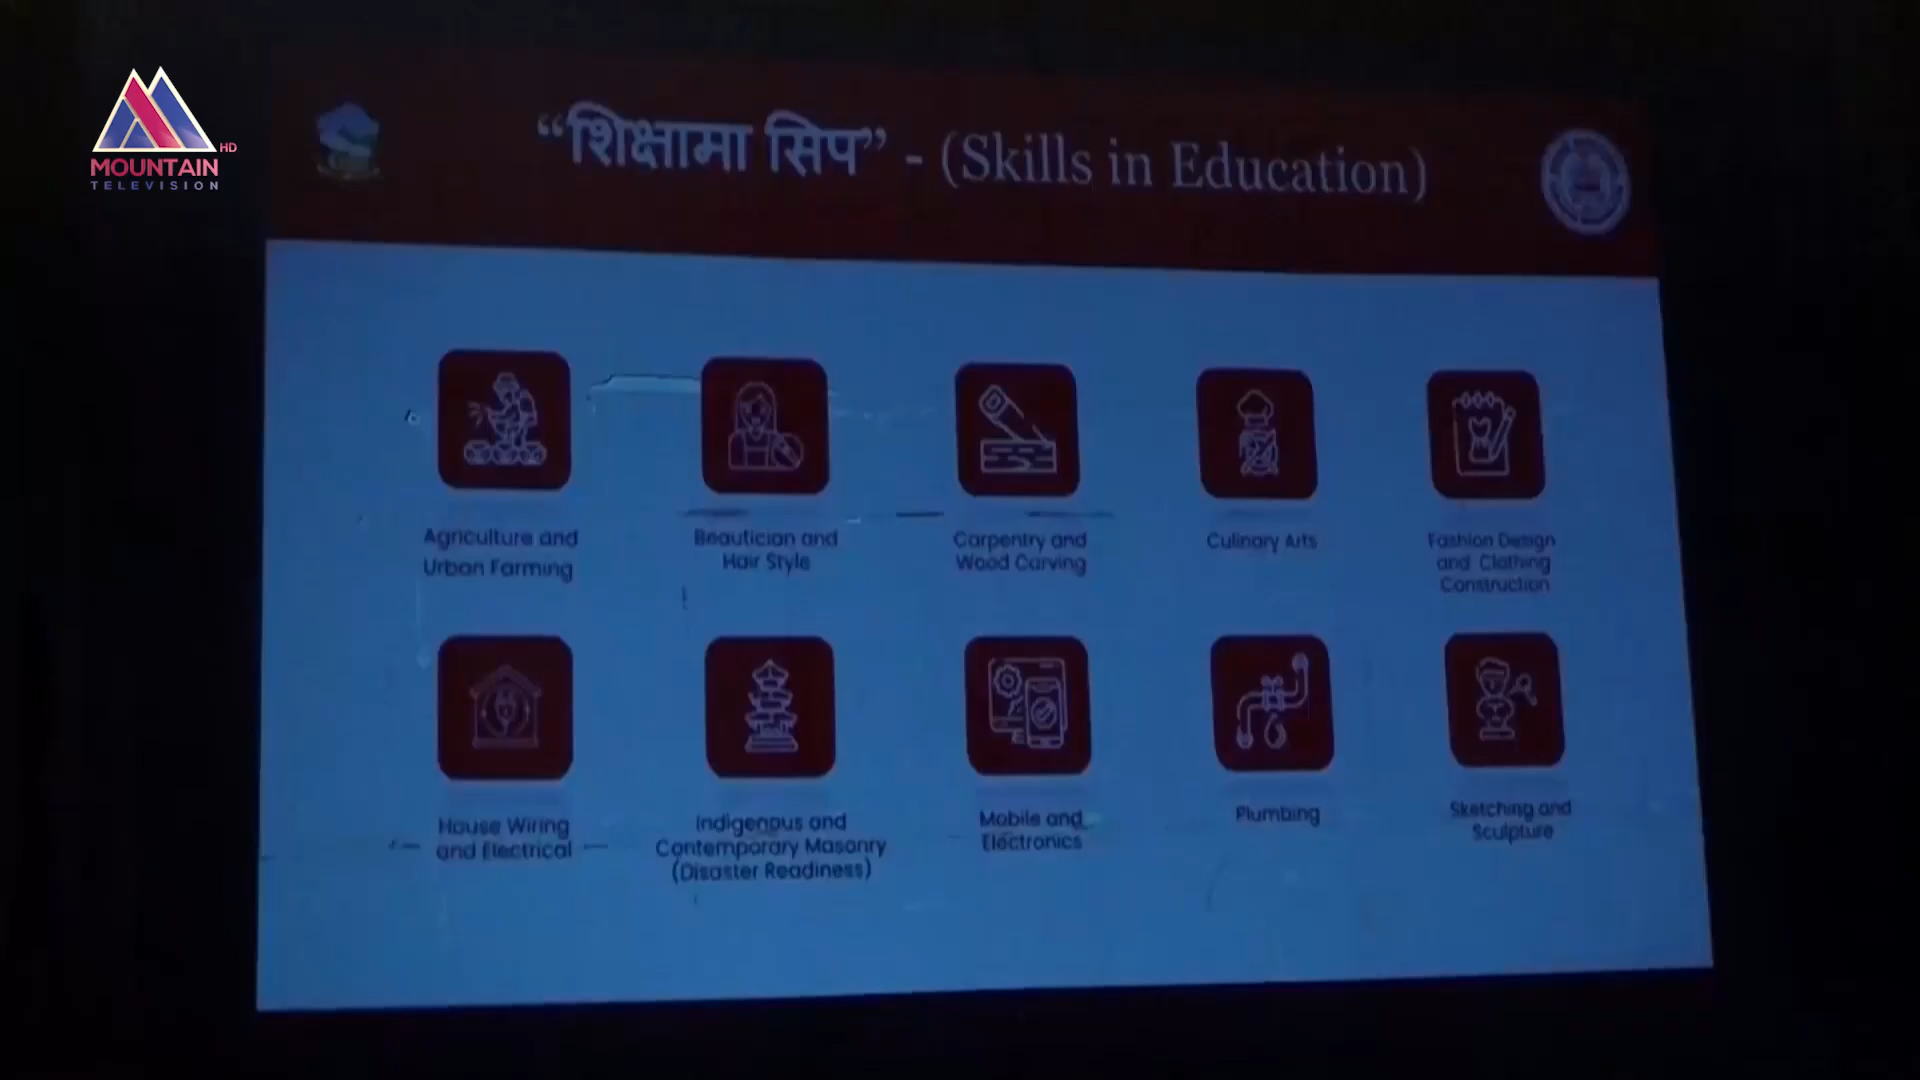 MOUNTAIN HD
TELEVISION
“शिक्षामा सिप” - (Skills in Education)
Agriculture and
Urban Farming
Beautician and
Hair Style
Carpentry and
Wood Carving
Culinary Arts
Fashion Design
and Clothing
Construction
House Wiring
and Electrical
Indigenous and
Contemporary Masonry
(Disaster Readiness)
Mobile and
Electronics
Plumbing
Sketching and
Sculpture